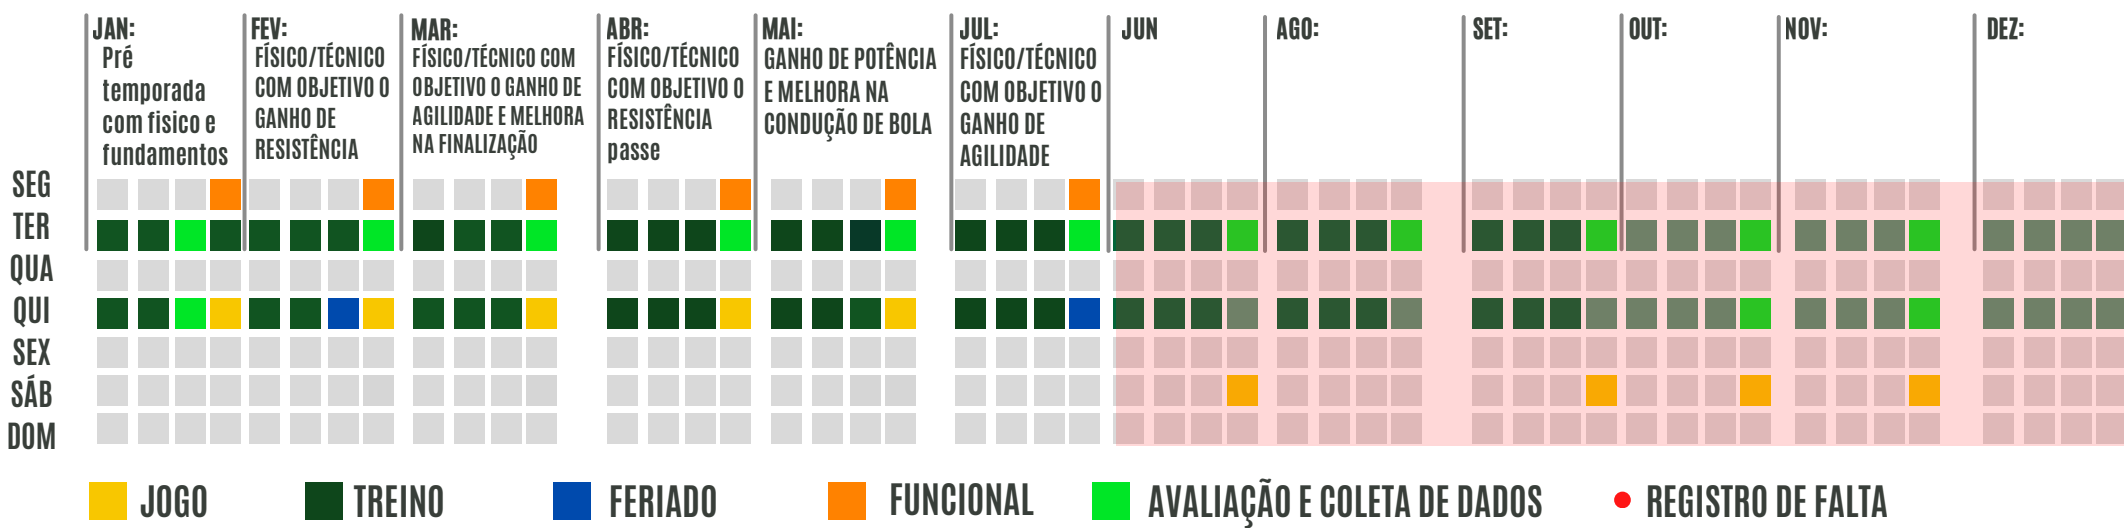 JAN:
Pré
temporada
com fisico e
fundamentos
FEV:
FÍSICO/TÉCNICO
COM OBJETIVO O
GANHO DE
RESISTÊNCIA
MAR:
FÍSICO/TÉCNICO COM
OBJETIVO O GANHO DE
AGILIDADE E MELHORA
NA FINALIZAÇÃO
ABR:
FÍSICO/TÉCNICO
COM OBJETIVO O
RESISTÊNCIA
passe
MAI:
GANHO DE POTÊNCIA
E MELHORA NA
CONDUÇÃO DE BOLA
JUL:
FÍSICO/TÉCNICO
COM OBJETIVO O
GANHO DE
AGILIDADE
JUN
AGO:
SET:
OUT:
NOV:
DEZ:
SEG
TER
QUA
QUI
SEX
SÁB
DOM
JOGO
TREINO
FERIADO
FUNCIONAL
AVALIAÇÃO E COLETA DE DADOS
REGISTRO DE FALTA